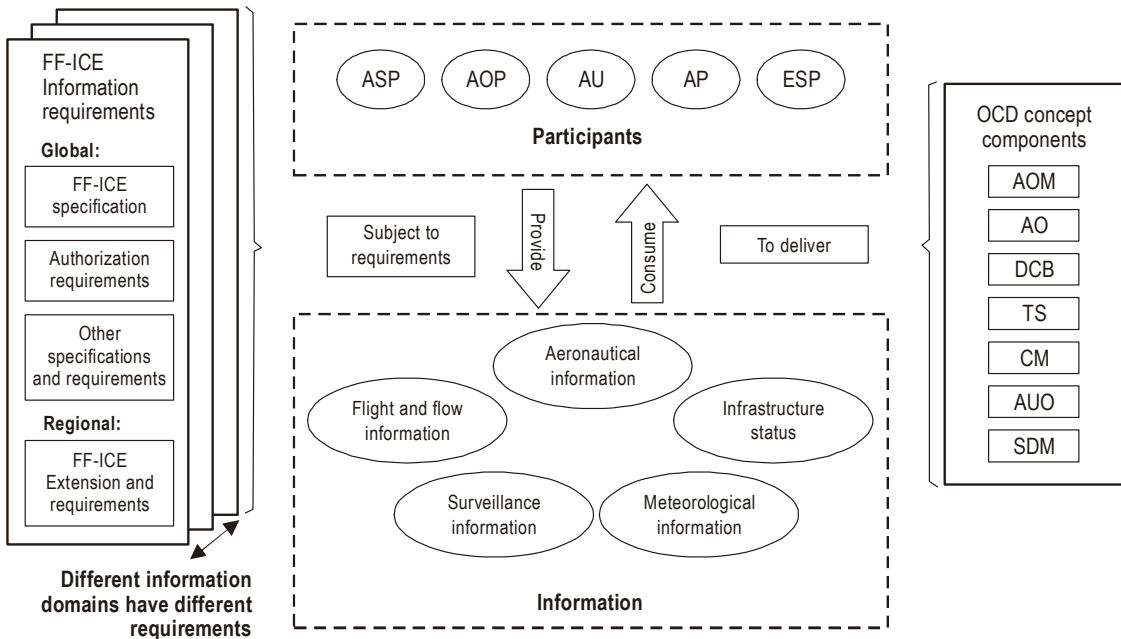 FF-ICE
Information
requirements
Global:
FF-ICE
specification
Authorization
requirements
Other
specifications
and requirements
Regional:
FF-ICE
Extension and
requirements
Different information
domains have different
requirements
ASP
AOP
AU
AP
ESP
Participants
Subject to
requirements
Provide
Consume
To deliver
Aeronautical
information
Flight and flow
information
Infrastructure
status
Surveillance
information
Meteorological
information
Information
OCD concept
components
AOM
AO
DCB
TS
CM
AUO
SDM